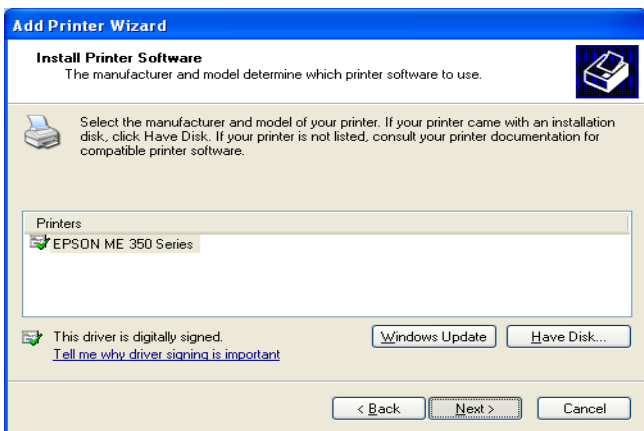 Add Printer Wizard
Install Printer Software
The manufacturer and model determine which printer software to use.
Select the manufacturer and model of your printer. If your printer came with an installation
disk, click Have Disk. If your printer is not listed, consult your printer documentation for
compatible printer software.
Printers
EPSON ME 350 Series
This driver is digitally signed.
Tell me why driver signing is important
Windows Update
Have Disk...
< Back
Next >
Cancel